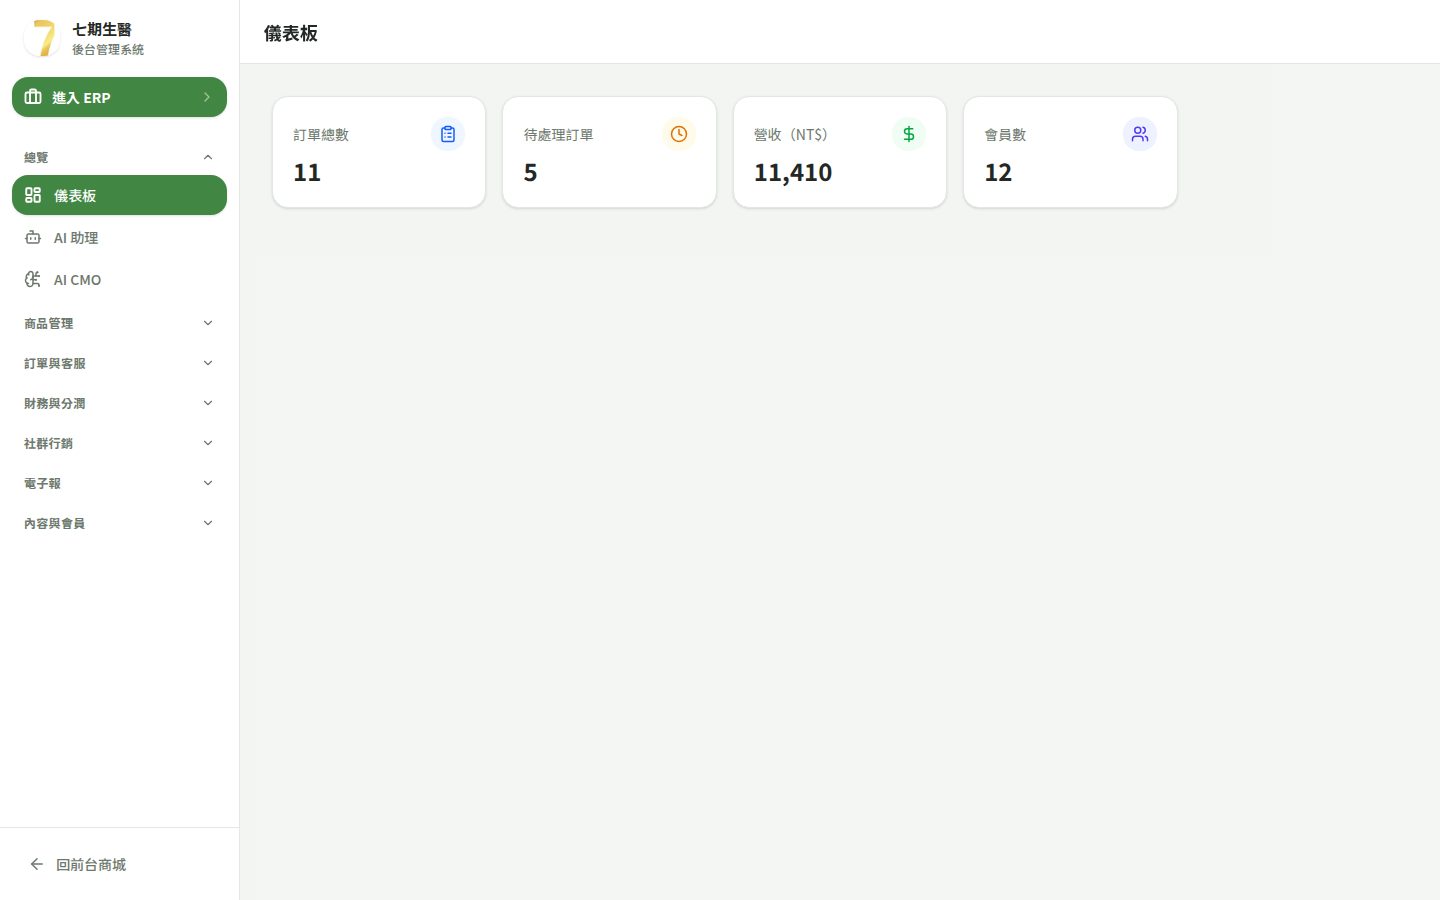 7
七期生醫
後台管理系統
進入 ERP
總覽
儀表板
AI 助理
AI CMO
商品管理
訂單與客服
財務與分潤
社群行銷
電子報
內容與會員
回前台商城
儀表板
訂單總數
11
待處理訂單
5
營收（NT$）
11,410
會員數
12